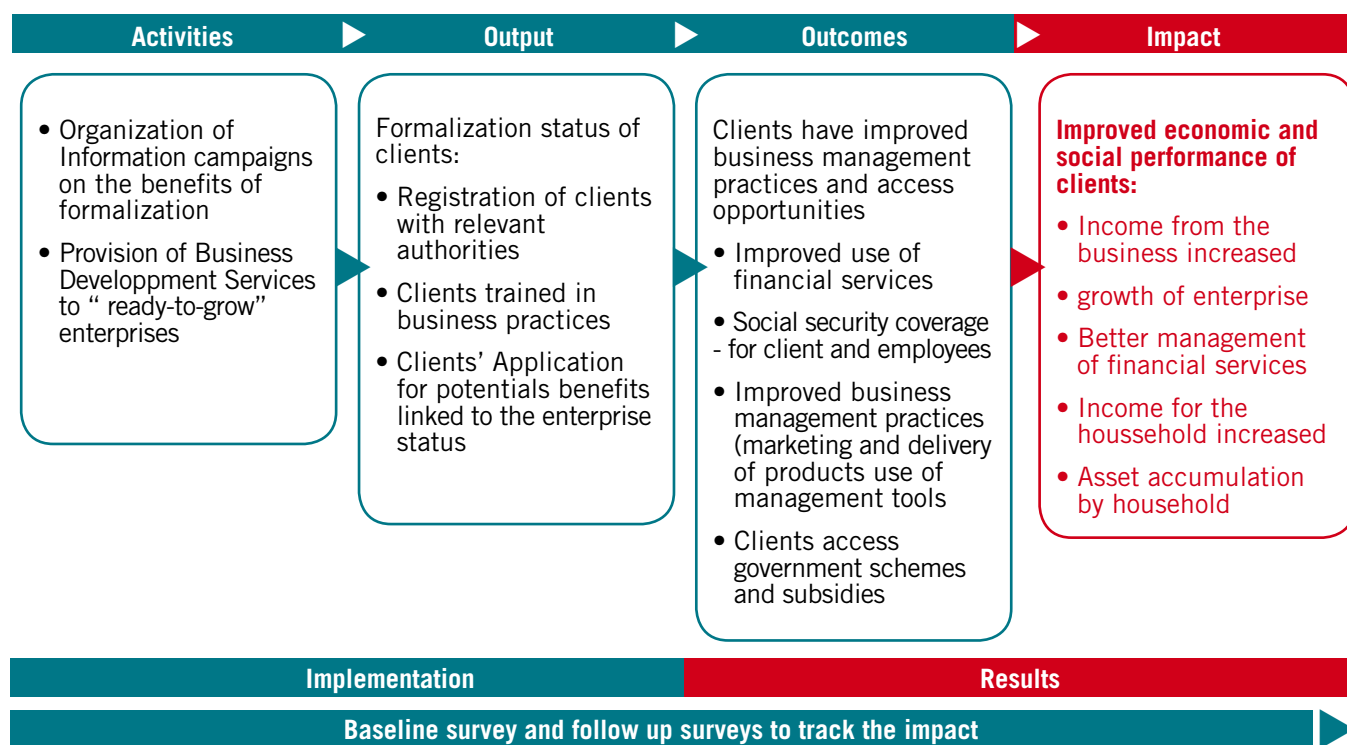 Activities
Output
Outcomes
Impact
• Organization of
Information campaigns
on the benefits of
formalization
• Provision of Business
Developpment Services
to “ ready-to-grow”
enterprises
Formalization status of
clients:
• Registration of clients
with relevant
authorities
• Clients trained in
business practices
• Clients’ Application
for potentials benefits
linked to the enterprise
status
Clients have improved
business management
practices and access
opportunities
• Improved use of
financial services
• Social security coverage
- for client and employees
• Improved business
management practices
(marketing and delivery
of products use of
management tools
• Clients access
government schemes
and subsidies
Improved economic and
social performance of
clients:
• Income from the
business increased
• growth of enterprise
• Better management
of financial services
• Income for the
houssehold increased
• Asset accumulation
by household
Implementation
Results
Baseline survey and follow up surveys to track the impact